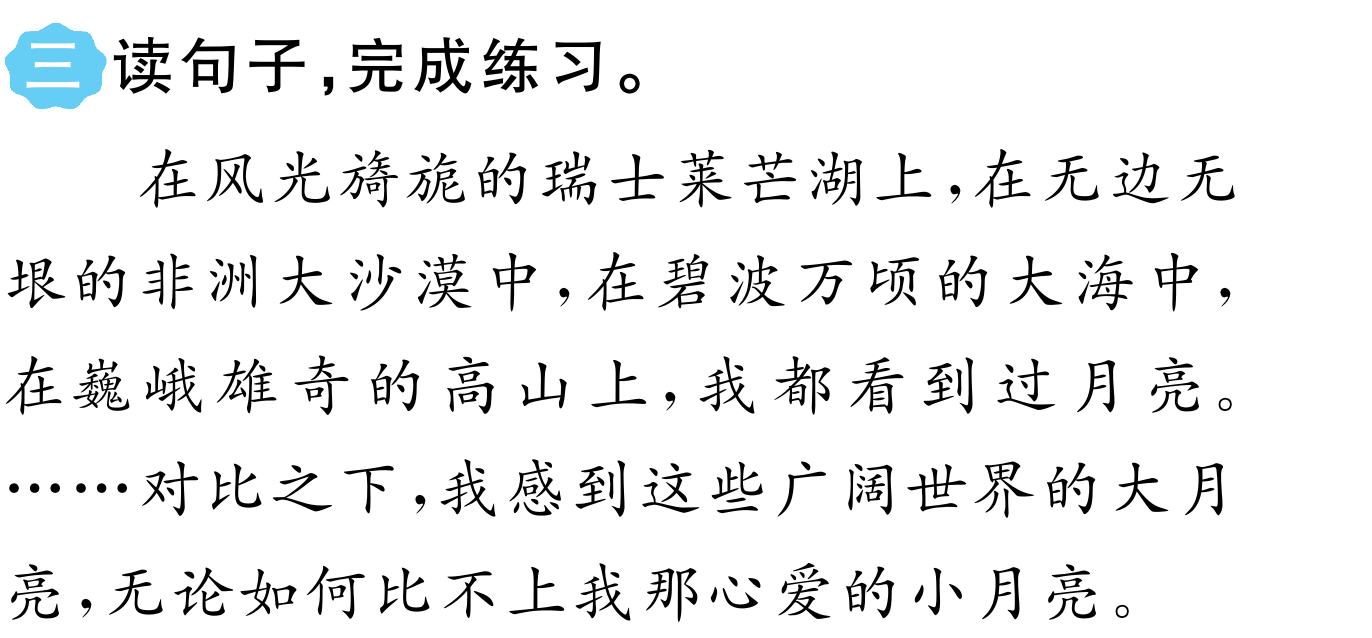 三 读句子,完成练习。
在风光旖旎的瑞士莱芒湖上,在无边无
垠的非洲大沙漠中,在碧波万顷的大海中,
在巍峨雄奇的高山上,我都看到过月亮。
……对比之下,我感到这些广阔世界的大月
亮,无论如何比不上我那心爱的小月亮。